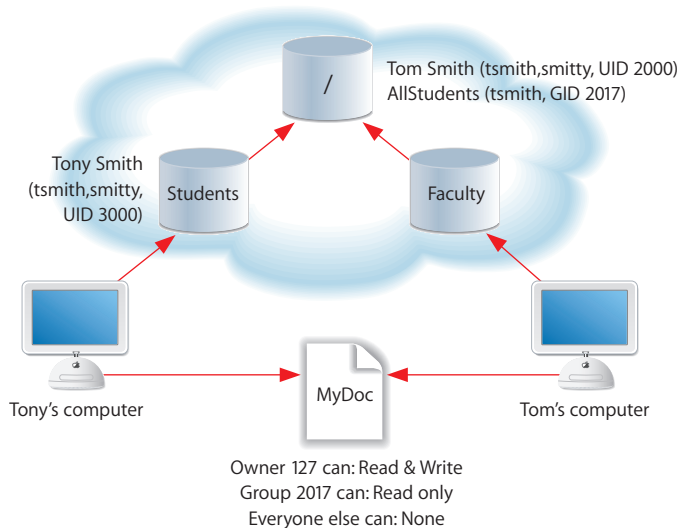 /
Tom Smith (tsmith,smitty, UID 2000)
AllStudents (tsmith, GID 2017)
Tony Smith
(tsmith,smitty,
UID 3000)
Students
Faculty
MyDoc
Tony's computer
Tom's computer
Owner 127 can: Read & Write
Group 2017 can: Read only
Everyone else can: None